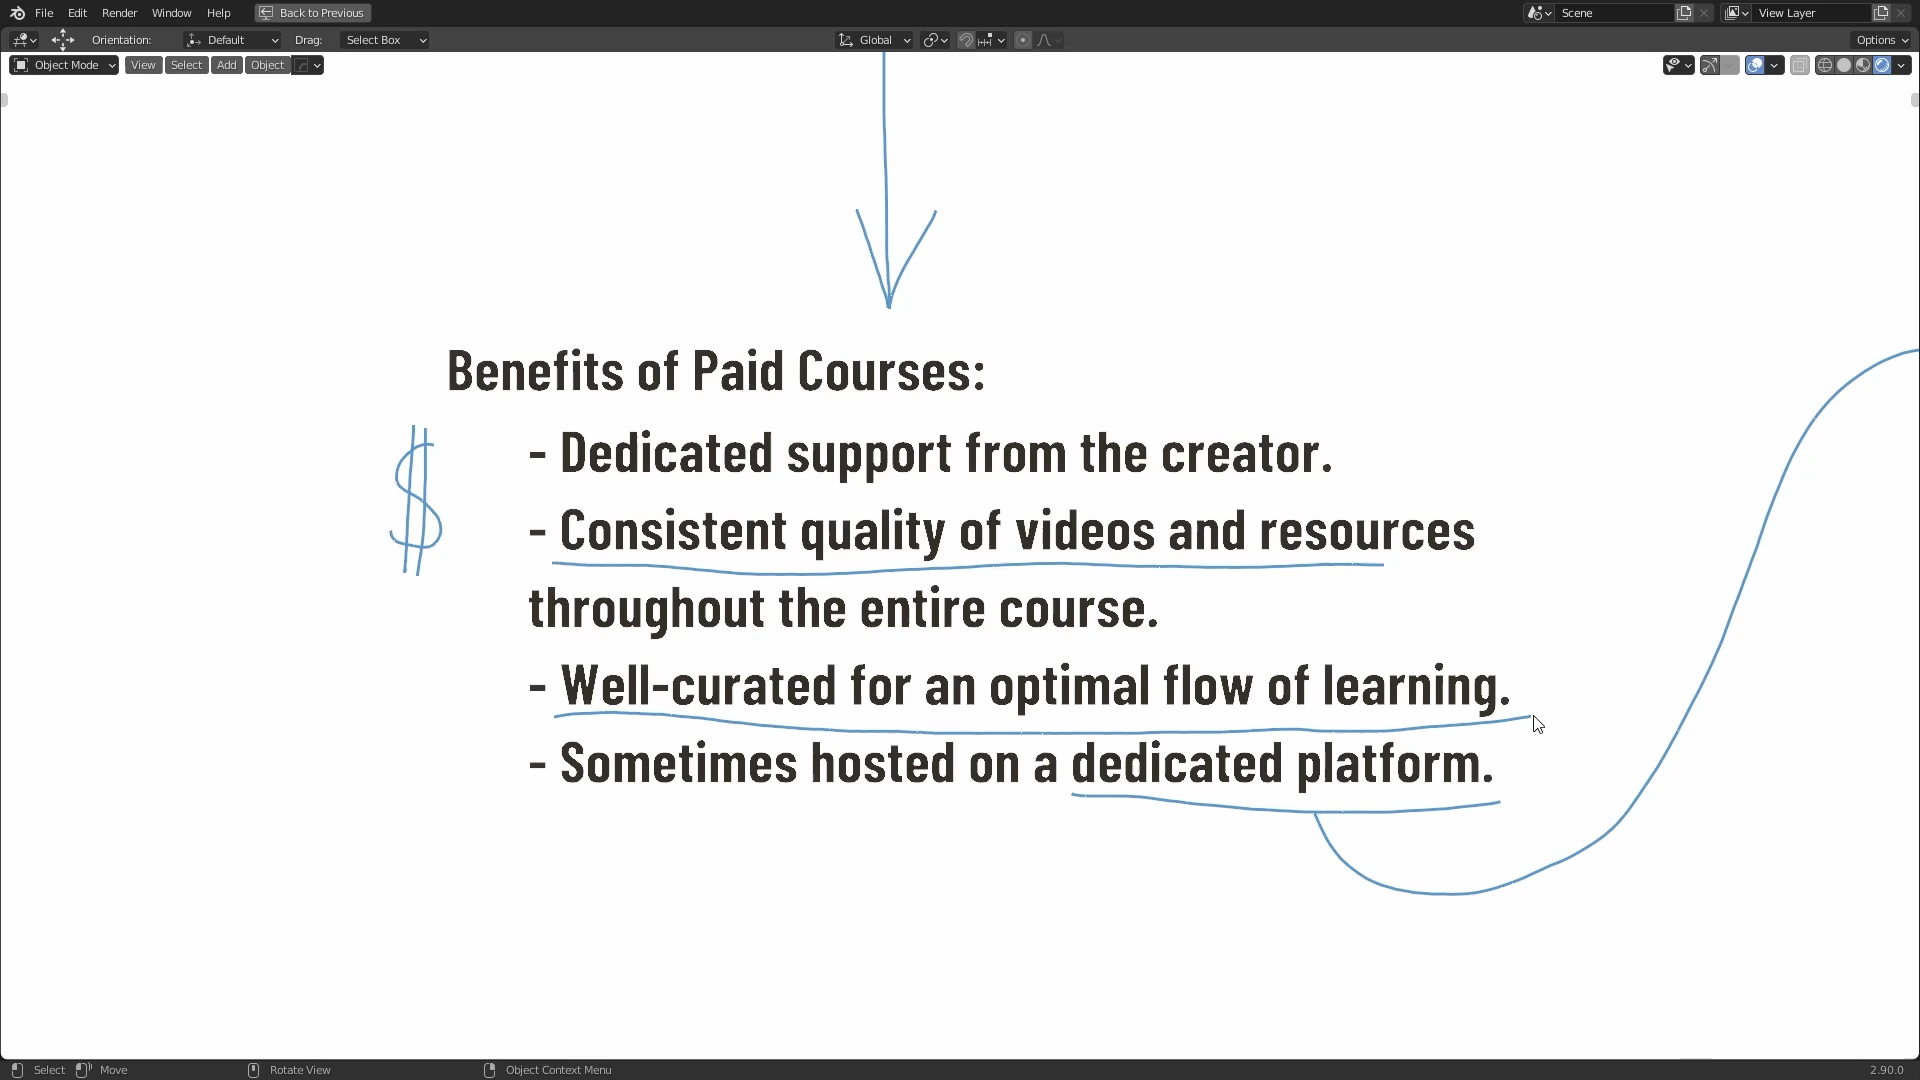 File Edit Render Window Help Back to Previous Scene View Layer
Orientation: Default Drag: Select Box Global Options
Object Mode View Select Add Object
Benefits of Paid Courses:
$
- Dedicated support from the creator.
- Consistent quality of videos and resources
throughout the entire course.
- Well-curated for an optimal flow of learning.
- Sometimes hosted on a dedicated platform.
Select Move Rotate View Object Context Menu 2.90.0